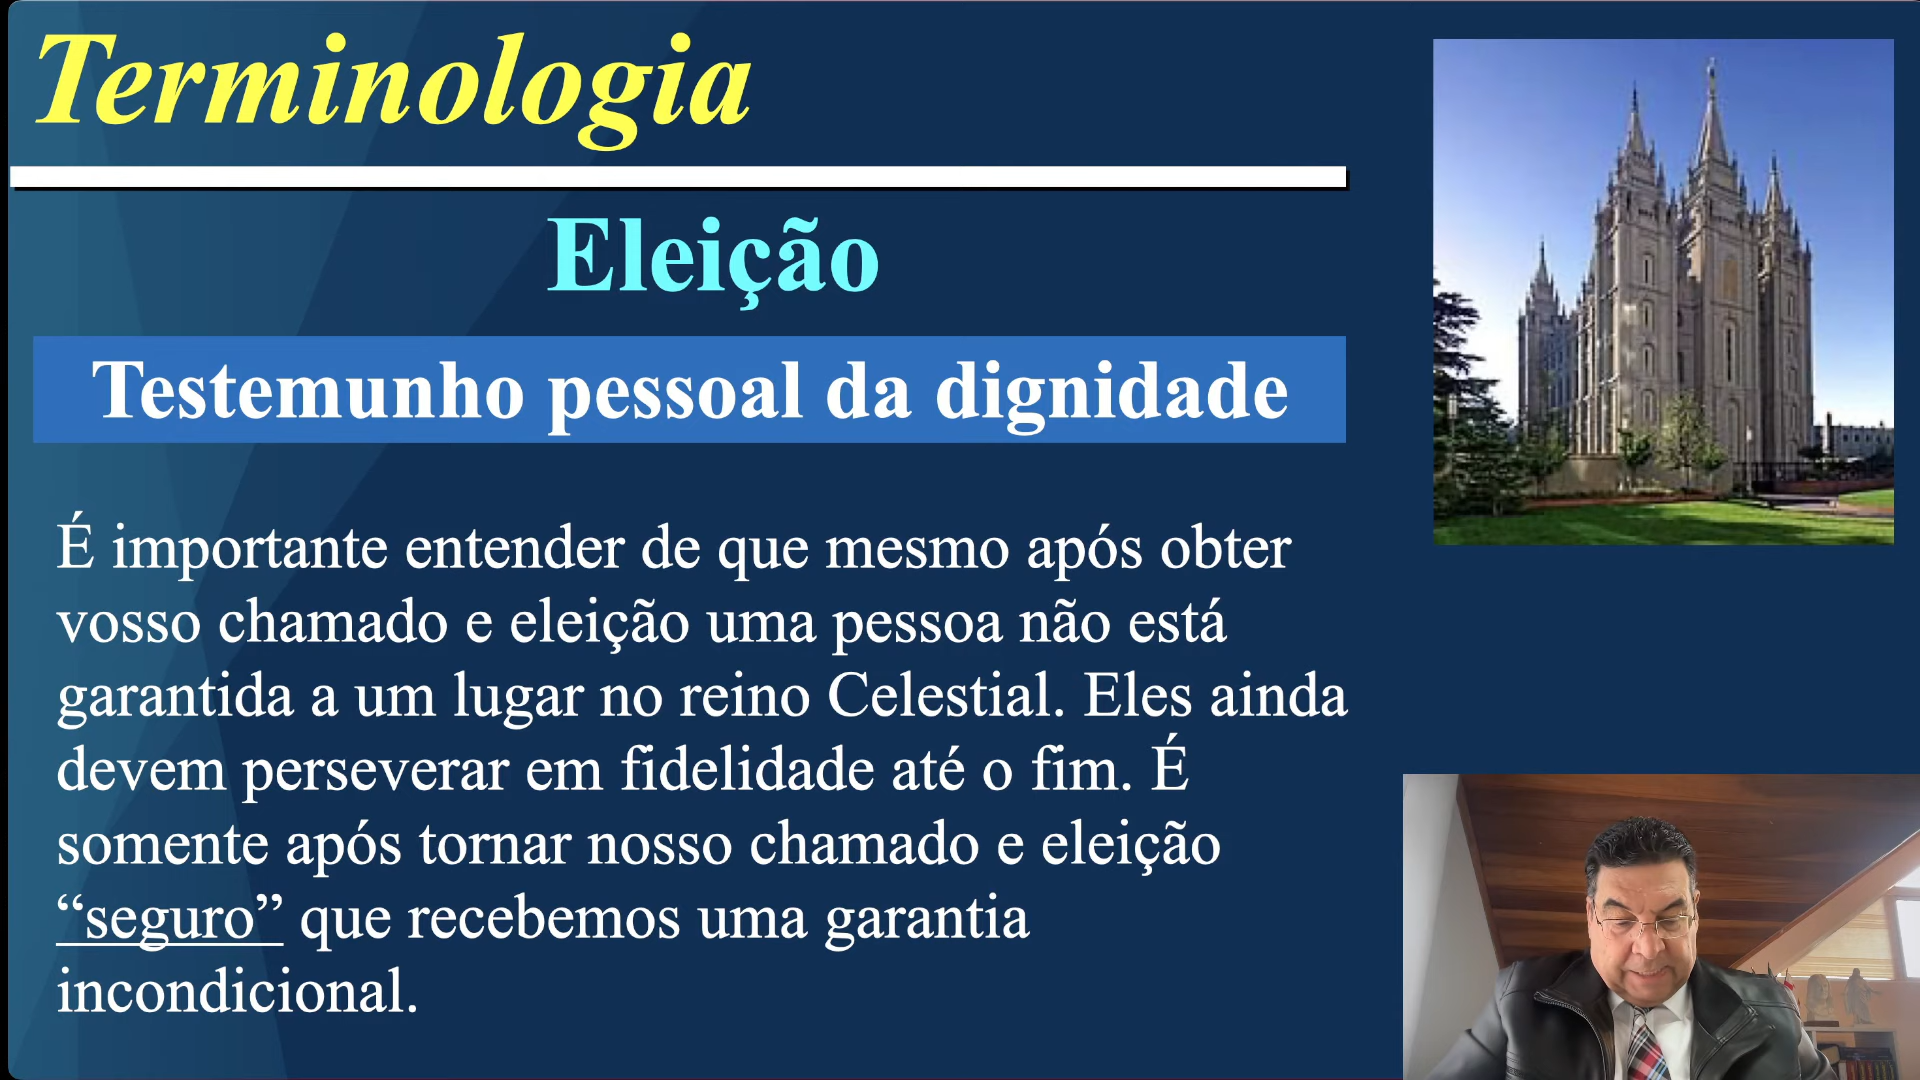 Terminologia
Eleição
Testemunho pessoal da dignidade
É importante entender de que mesmo após obter
vosso chamado e eleição uma pessoa não está
garantida a um lugar no reino Celestial. Eles ainda
devem perseverar em fidelidade até o fim. É
somente após tornar nosso chamado e eleição
“seguro” que recebemos uma garantia
incondicional.